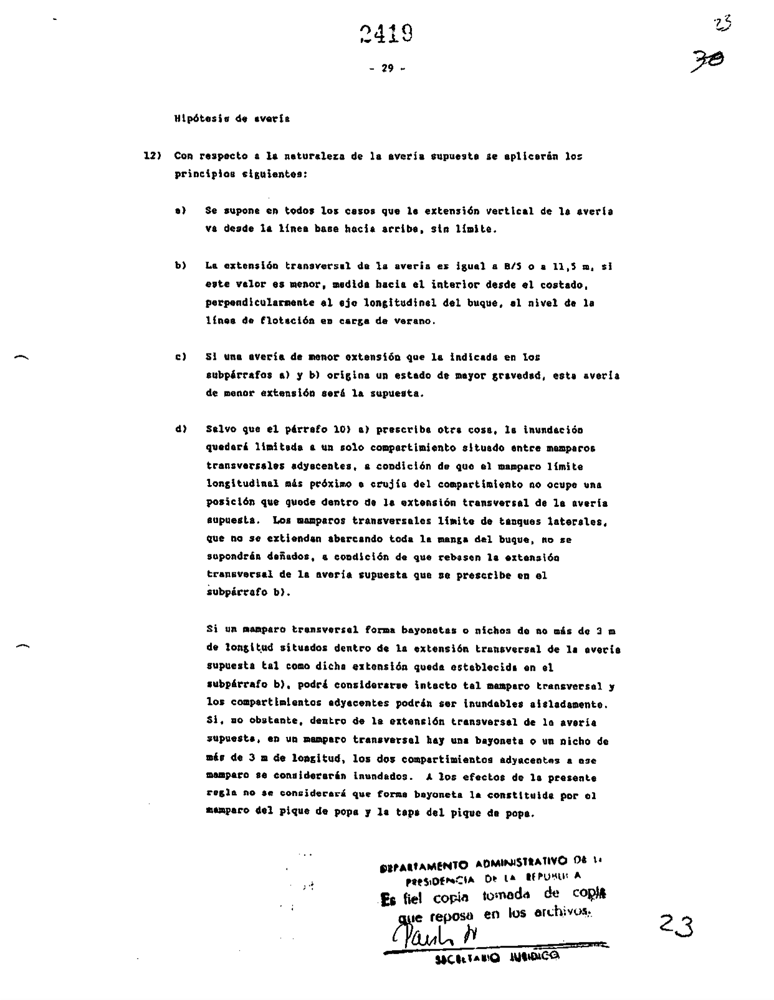 2419
23
30
- 29 -
Hipótesis de avería
12) Con respecto a la naturaleza de la avería supuesta se aplicarán los
principios siguientes:
a) Se supone en todos los casos que la extensión vertical de la avería
va desde la línea base hacia arriba, sin límite.
b) La extensión transversal de la avería es igual a B/5 o a 11,5 m, si
este valor es menor, medida hacia el interior desde el costado,
perpendicularmente al eje longitudinal del buque, al nivel de la
línea de flotación en carga de verano.
c) Si una avería de menor extensión que la indicada en los
subpárrafos a) y b) origina un estado de mayor gravedad, esta avería
de menor extensión será la supuesta.
d) Salvo que el párrafo 10) a) prescriba otra cosa, la inundación
quedará limitada a un solo compartimiento situado entre mamparos
transversales adyacentes, a condición de que el mamparo límite
longitudinal más próximo a crujía del compartimiento no ocupe una
posición que quede dentro de la extensión transversal de la avería
supuesta. Los mamparos transversales límite de tanques laterales,
que no se extiendan abarcando toda la manga del buque, no se
supondrán dañados, a condición de que rebasen la extensión
transversal de la avería supuesta que se prescribe en el
subpárrafo b).
Si un mamparo transversal forma bayonetas o nichos de no más de 3 m
de longitud situados dentro de la extensión transversal de la avería
supuesta tal como dicha extensión queda establecida en el
subpárrafo b), podrá considerarse intacto tal mamparo transversal y
los compartimientos adyacentes podrán ser inundables aisladamente.
Si, no obstante, dentro de la extensión transversal de la avería
supuesta, en un mamparo transversal hay una bayoneta o un nicho de
más de 3 m de longitud, los dos compartimientos adyacentes a ese
mamparo se considerarán inundados. A los efectos de la presente
regla no se considerará que forma bayoneta la constituida por el
mamparo del pique de popa y la tapa del pique de popa.
DEPARTAMENTO ADMINISTRATIVO DE LA
PRESIDENCIA DE LA REPUBLICA
Es fiel copia tomada de copia
que reposa en los archivos.
SECRETARIO JURIDICO
23